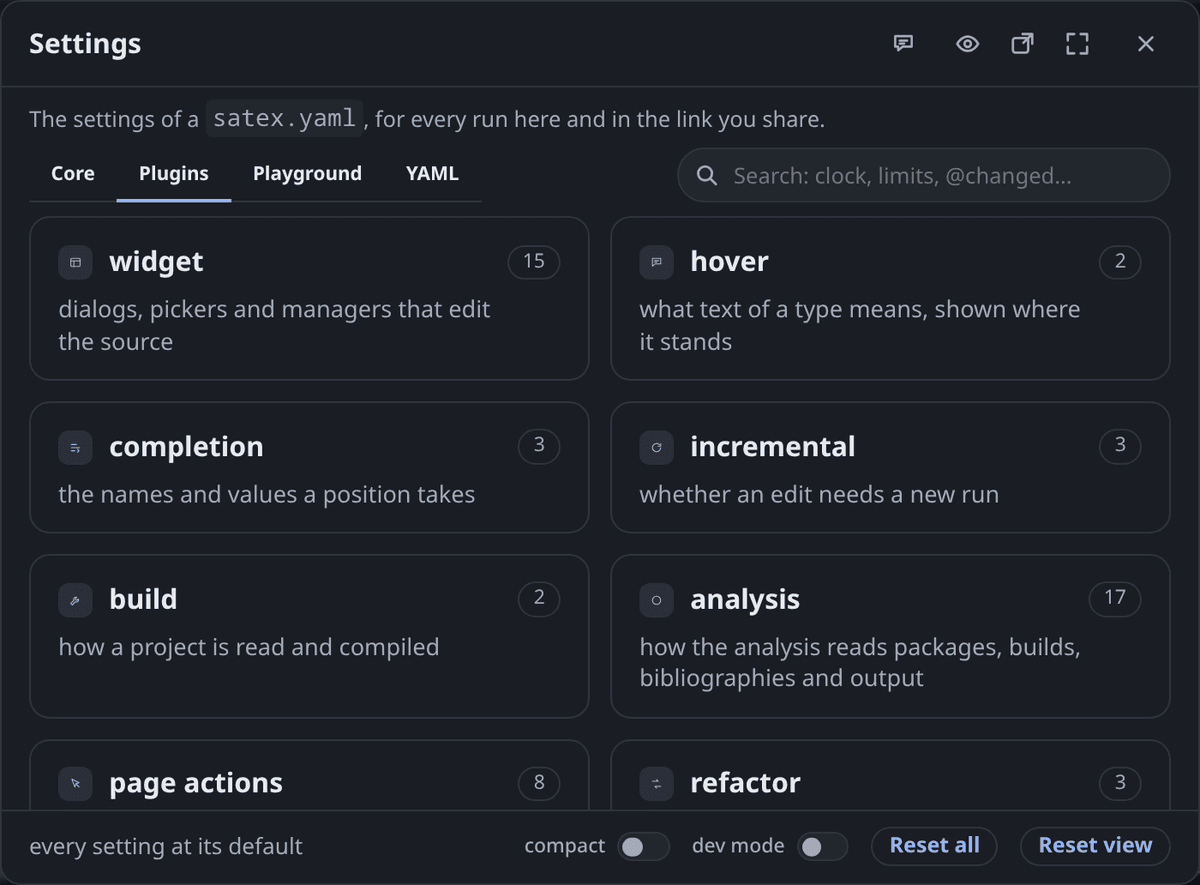 Settings
The settings of a satex.yaml, for every run here and in the link you share.
Core Plugins Playground YAML
Search: clock, limits, @changed...
widget 15
dialogs, pickers and managers that edit
the source
hover 2
what text of a type means, shown where
it stands
completion 3
the names and values a position takes
incremental 3
whether an edit needs a new run
build 2
how a project is read and compiled
analysis 17
how the analysis reads packages, builds,
bibliographies and output
page actions 8
refactor 3
every setting at its default
compact dev mode Reset all Reset view